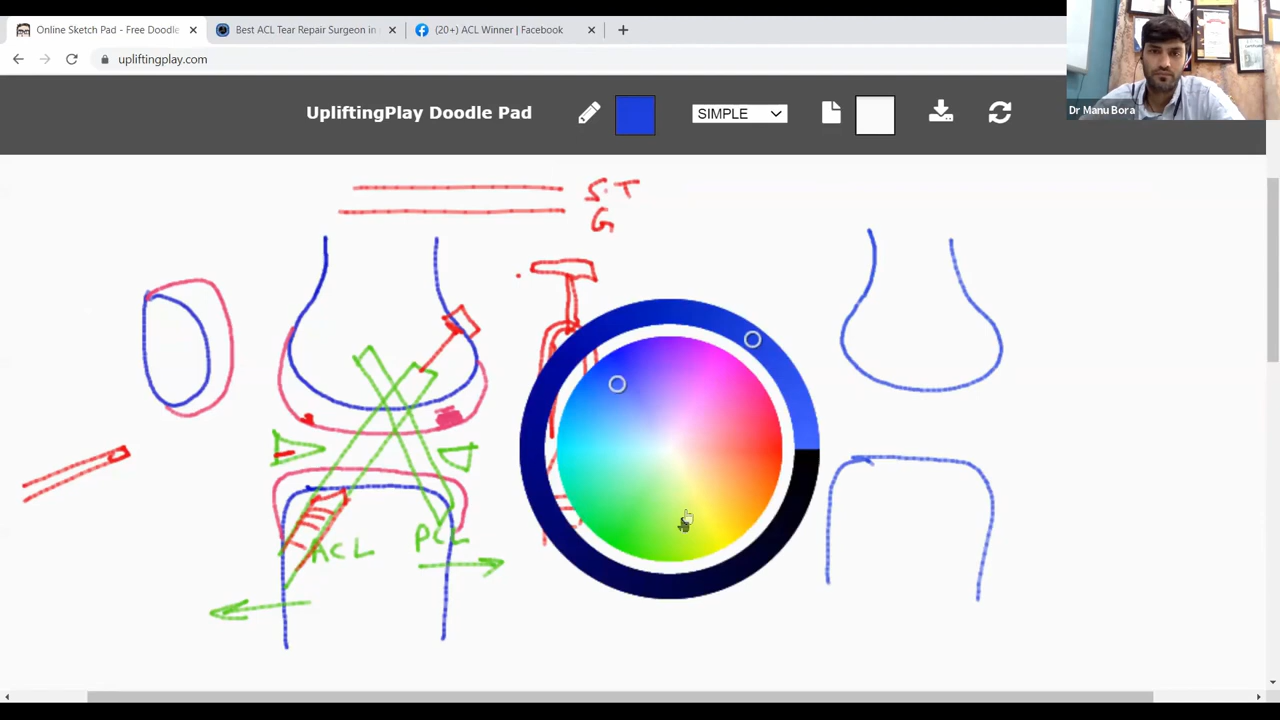 Online Sketch Pad - Free Doodle
Best ACL Tear Repair Surgeon in
(20+) ACL Winner | Facebook
upliftingplay.com
UpliftingPlay Doodle Pad
SIMPLE
Dr Manu Bora
S.T
G
ACL
PCL